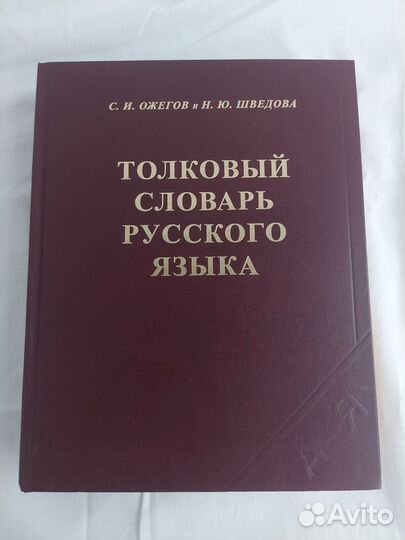 С. И. ОЖЕГОВ и Н. Ю. ШВЕДОВА
ТОЛКОВЫЙ
СЛОВАРЬ
РУССКОГО
ЯЗЫКА
А-Я
Avito